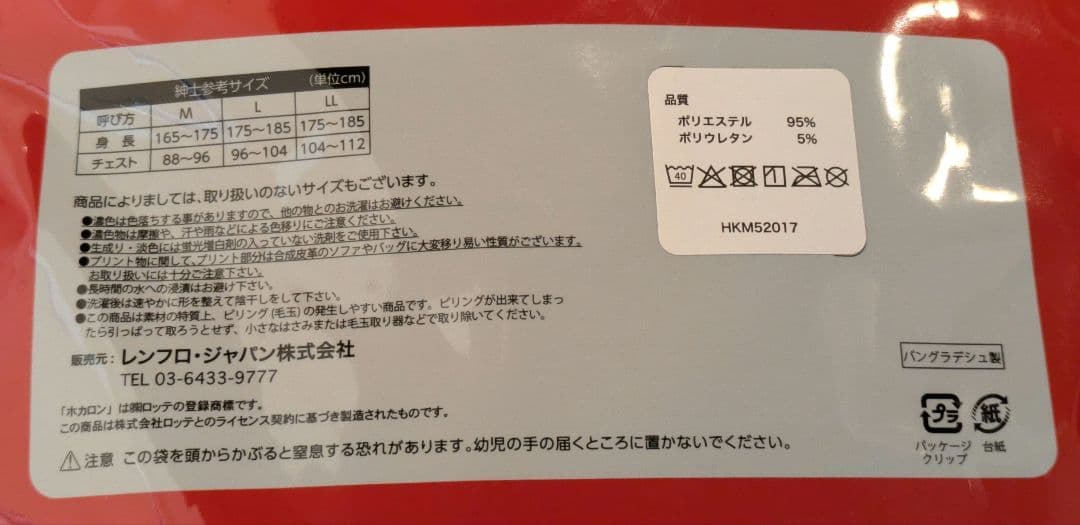 紳士参考サイズ (単位cm)
呼び方 M L LL
身 長 165～175 175～185 175～185
チェスト 88～96 96～104 104～112
商品によりましては、取り扱いのないサイズもございます。
●濃色は色落ちする事がありますので、他の物とのお洗濯はお避けください。
●濃色物は摩擦や、汗や雨などによる色移りにご注意ください。
●生成り・淡色には蛍光増白剤の入っていない洗剤をご使用下さい。
●プリント物に関して、プリント部分は合成皮革のソファやバッグに大変移り易い性質がございます。
お取り扱いには十分ご注意下さい。
●長時間の水への浸漬はお避け下さい。
●洗濯後は速やかに形を整えて陰干しをして下さい。
●この商品は素材の特質上、ピリング(毛玉)の発生しやすい商品です。ピリングが出来てしまっ
たら引っぱって取ろうとせず、小さなはさみまたは毛玉取り器などで取り除いてください。
販売元：レンフロ・ジャパン株式会社
TEL 03-6433-9777
「ホカロン」は㈱ロッテの登録商標です。
この商品は株式会社ロッテとのライセンス契約に基づき製造されたものです。
注意 この袋を頭からかぶると窒息する恐れがあります。幼児の手の届くところに置かないでください。
品質
ポリエステル 95%
ポリウレタン 5%
40
HKM52017
バングラデシュ製
プラ 紙
パッケージ 台紙
クリップ